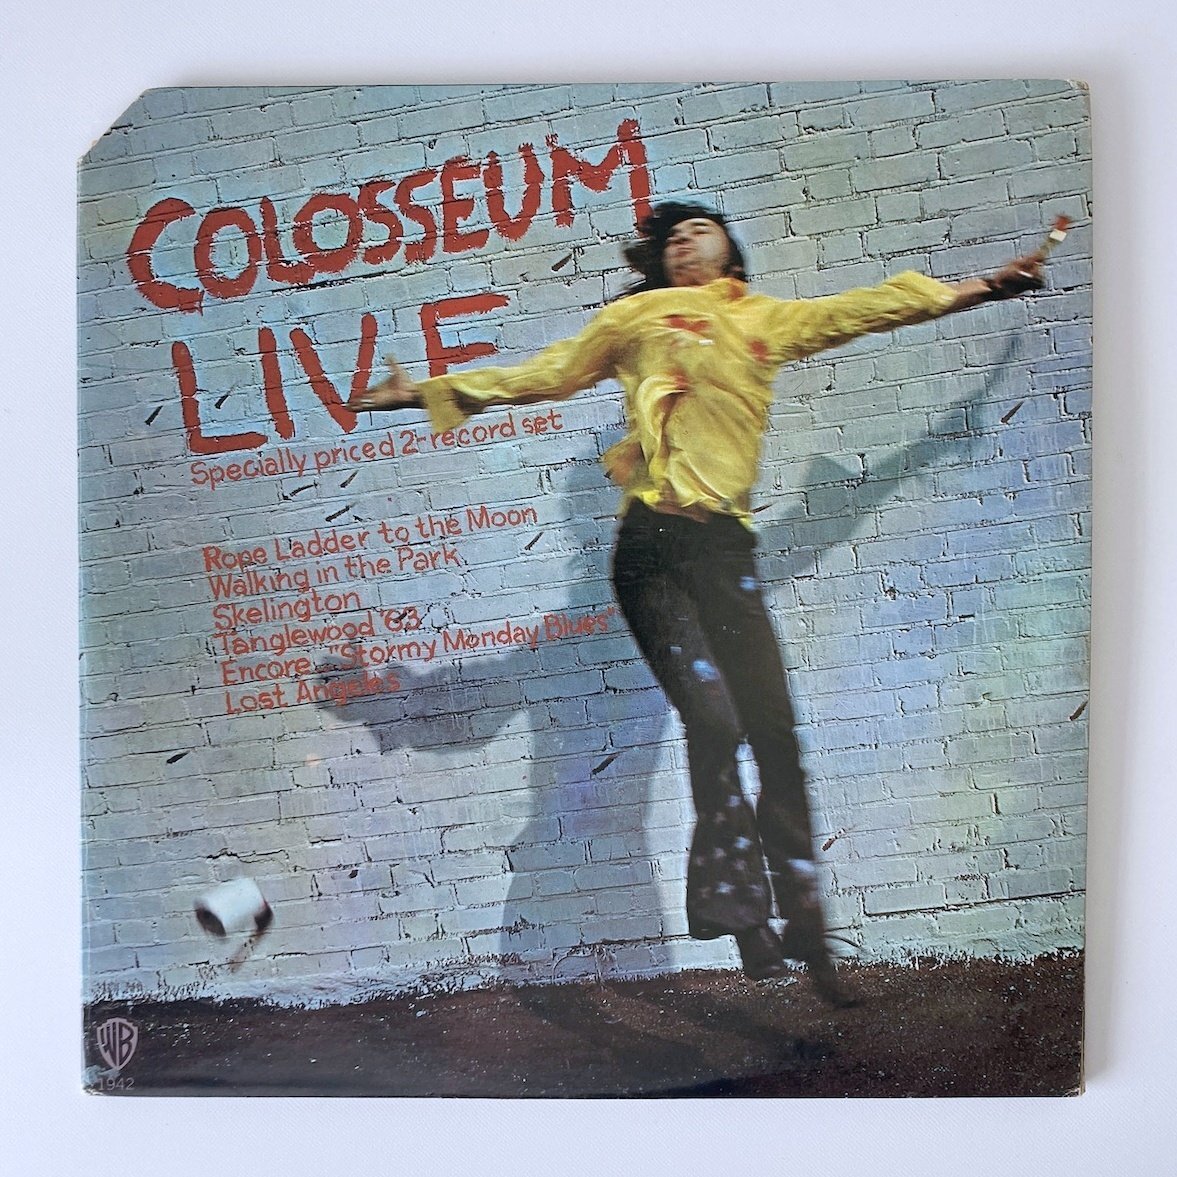 COLOSSEUM
LIVE
Specially priced 2-record set
Rope Ladder to the Moon
Walking in the Park
Skelington
Tanglewood '63
Encore... "Stormy Monday Blues"
Lost Angeles
WB
1942